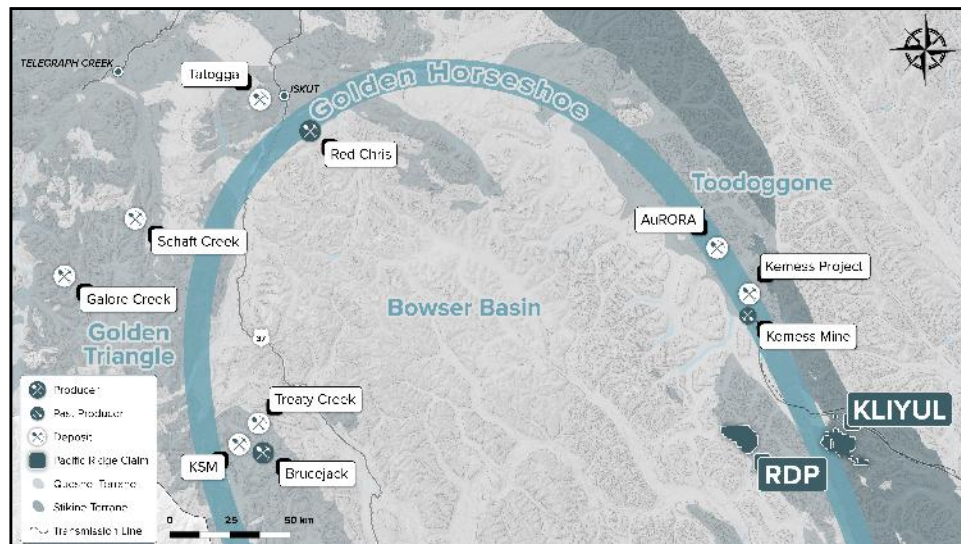 TELEGRAPH CREEK
Tatogga
ISKUT
Golden Horseshoe
Red Chris
Toodoggone
AuRORA
Schaft Creek
Kemess Project
Galore Creek
Bowser Basin
Kemess Mine
Golden
Triangle
37
Producer
Past Producer
Deposit
Pacific Ridge Claim
Quesnel Terrane
Stikine Terrane
Transmission Line
Treaty Creek
KSM
Brucejack
KLIYUL
RDP
0 25 50 km